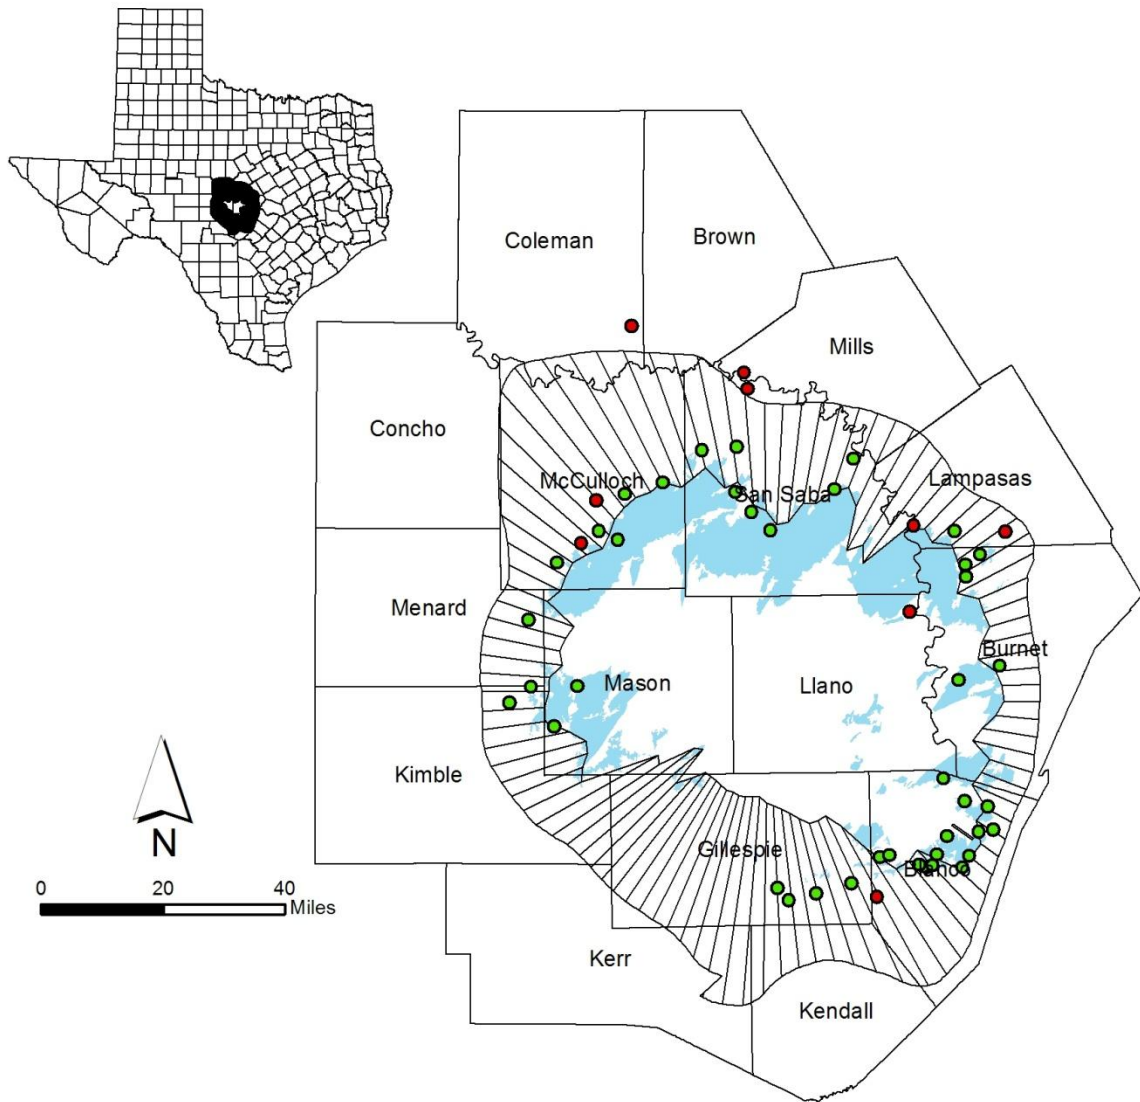 Coleman
Brown
Mills
Concho
McCulloch
San Saba
Lampasas
Menard
Burnet
Mason
Llano
Kimble
N
Gillespie
Blanco
0 20 40
Miles
Kerr
Kendall